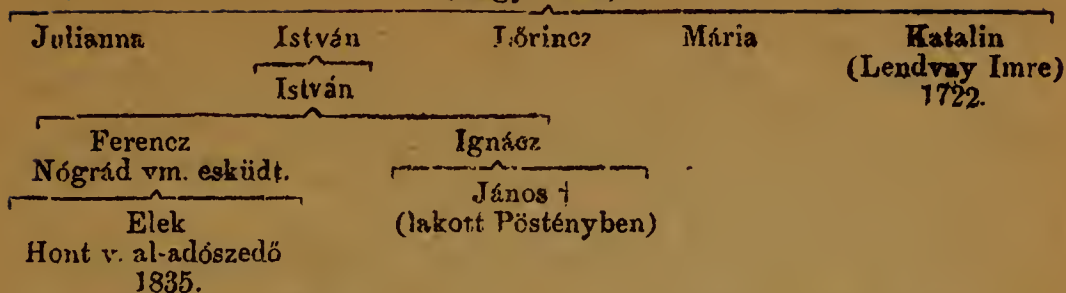 Julianna István Lőrincz Mária Katalin
(Lendvay Imre)
1722.
István
Ferencz Ignácz
Nógrád vm. esküdt.
János †
(lakott Pöstényben)
Elek
Hont v. al-adószedő
1835.